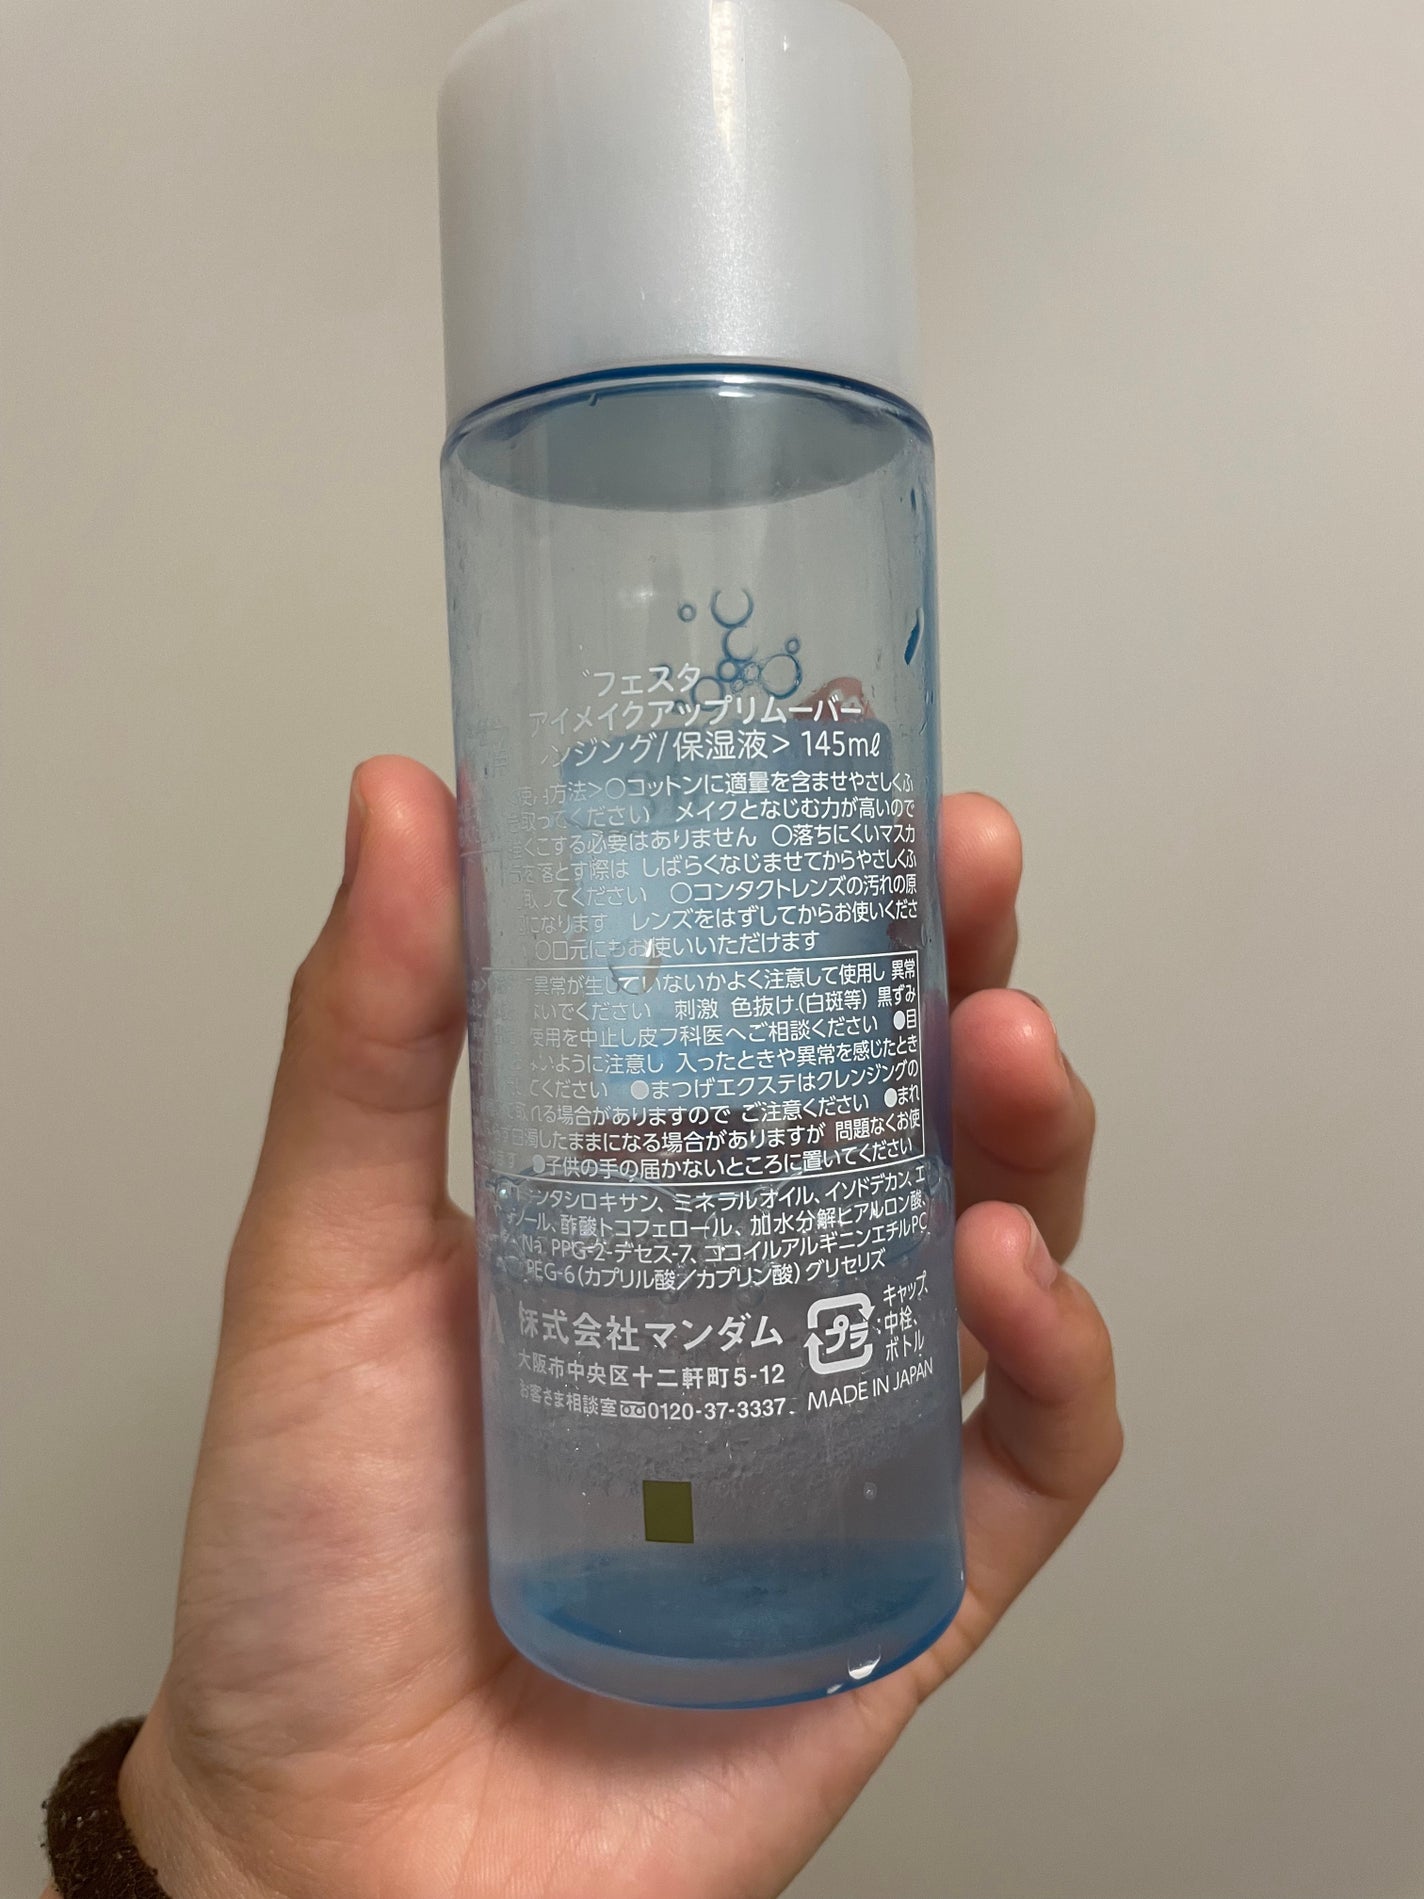 フェスタ
アイメイクアップリムーバー
ンジング/保湿液> 145mℓ
方法>○コットンに適量を含ませやさしくふ
取ってください メイクとなじむ力が高いので
くこする必要はありません ○落ちにくいマスカ
を落とす際は しばらくなじませてからやさしくふ
取ってください ○コンタクトレンズの汚れの原
になります レンズをはずしてからお使いくださ
○口元にもお使いいただけます
異常が生じていないかよく注意して使用し 異常
いでください 刺激 色抜け(白斑等) 黒ずみ
使用を中止し皮フ科医へご相談ください ●目
いように注意し 入ったときや異常を感じたとき
てください ●まつげエクステはクレンジングの
取れる場合がありますので ご注意ください ●まれ
白濁したままになる場合がありますが 問題なくお使
ます ●子供の手の届かないところに置いてください
ンタシロキサン、ミネラルオイル、イソドデカン、エ
ノール、酢酸トコフェロール、加水分解ヒアルロン酸、
Na、PPG-2-デセス-7、ココイルアルギニンエチルPC
PEG-6(カプリル酸/カプリン酸)グリセリズ
株式会社マンダム
大阪市中央区十二軒町5-12
お客さま相談室 0120-37-3337
プラ
キャップ、
中栓、
ボトル
MADE IN JAPAN